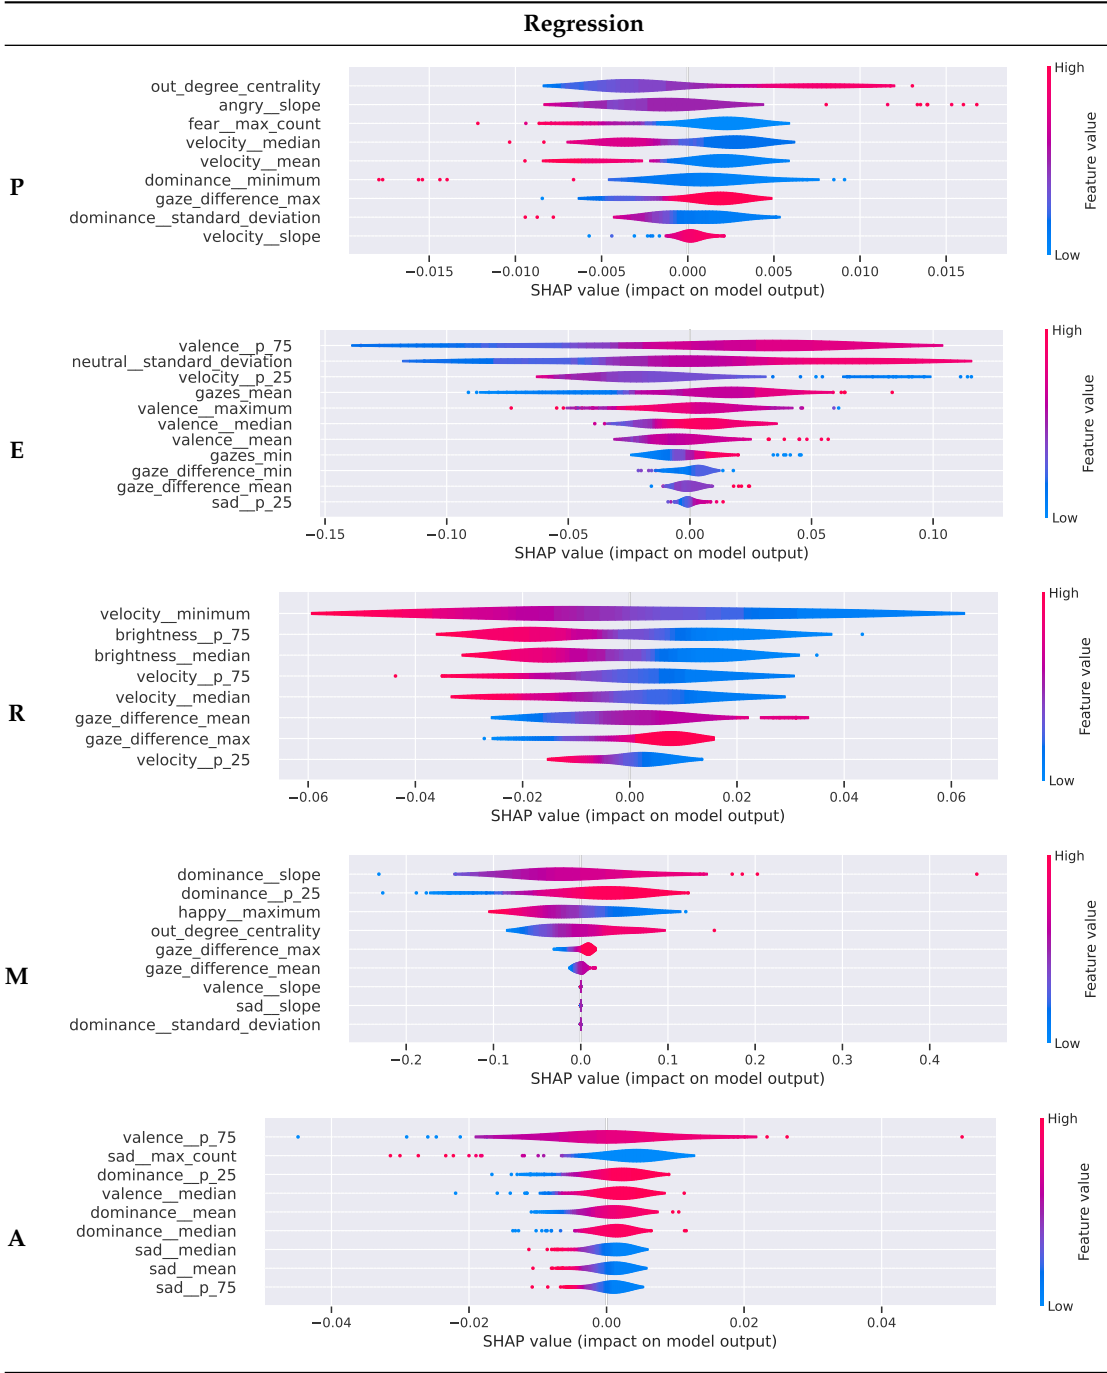 Regression
P
out_degree_centrality
angry__slope
fear__max_count
velocity__median
velocity__mean
dominance__minimum
gaze_difference_max
dominance__standard_deviation
velocity__slope
−0.015 −0.010 −0.005 0.000 0.005 0.010 0.015
SHAP value (impact on model output)
High
Feature value
Low
E
valence__p_75
neutral__standard_deviation
velocity__p_25
gazes_mean
valence__maximum
valence__median
valence__mean
gazes_min
gaze_difference_min
gaze_difference_mean
sad__p_25
−0.15 −0.10 −0.05 0.00 0.05 0.10
SHAP value (impact on model output)
High
Feature value
Low
R
velocity__minimum
brightness__p_75
brightness__median
velocity__p_75
velocity__median
gaze_difference_mean
gaze_difference_max
velocity__p_25
−0.06 −0.04 −0.02 0.00 0.02 0.04 0.06
SHAP value (impact on model output)
High
Feature value
Low
M
dominance__slope
dominance__p_25
happy__maximum
out_degree_centrality
gaze_difference_max
gaze_difference_mean
valence__slope
sad__slope
dominance__standard_deviation
−0.2 −0.1 0.0 0.1 0.2 0.3 0.4
SHAP value (impact on model output)
High
Feature value
Low
A
valence__p_75
sad__max_count
dominance__p_25
valence__median
dominance__mean
dominance__median
sad__median
sad__mean
sad__p_75
−0.04 −0.02 0.00 0.02 0.04
SHAP value (impact on model output)
High
Feature value
Low